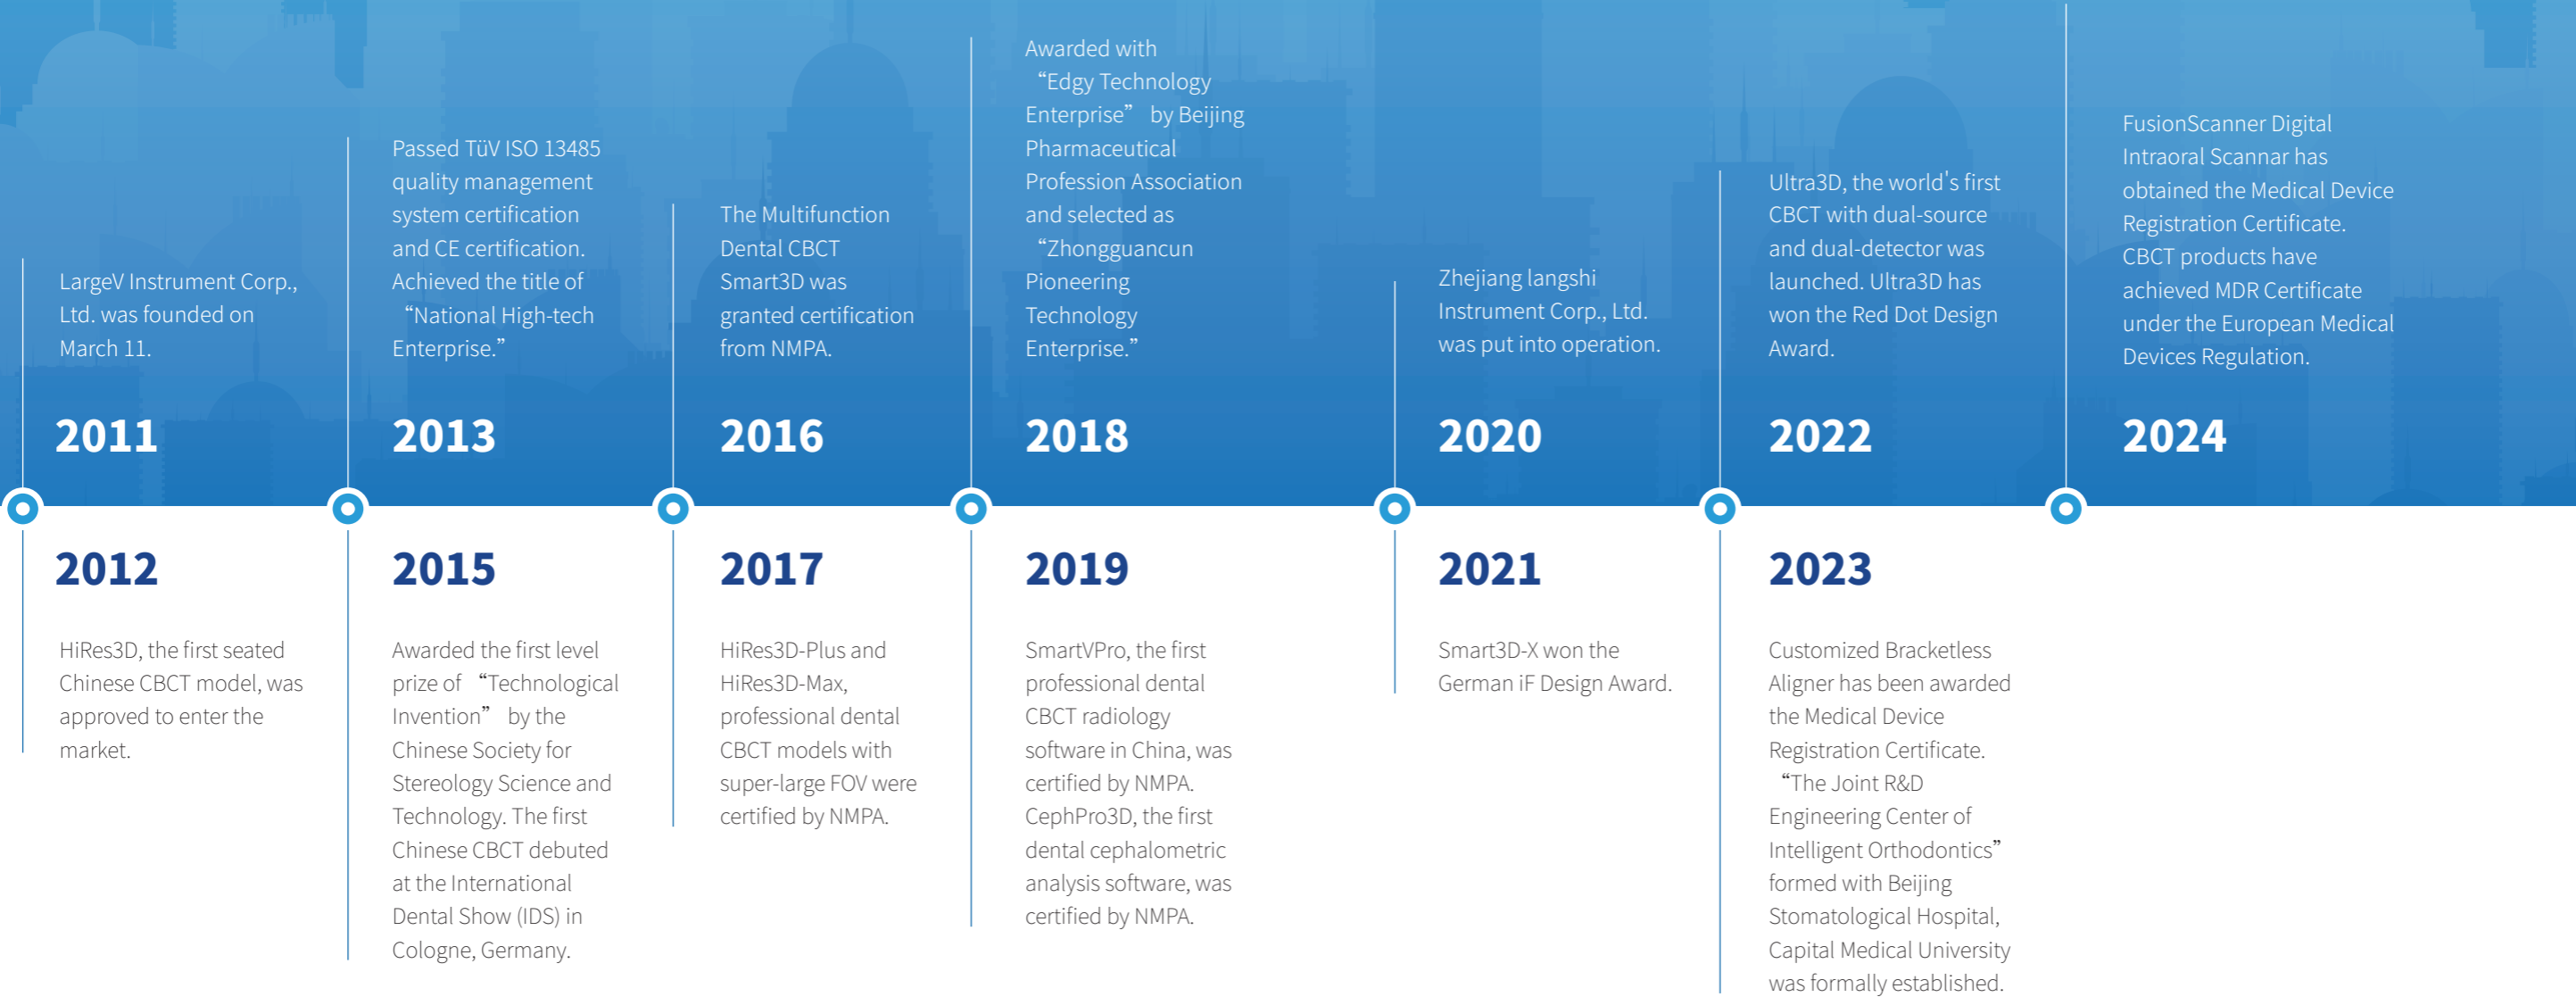 LargeV Instrument Corp.,
Ltd. was founded on
March 11.
2011
2012
HiRes3D, the first seated
Chinese CBCT model, was
approved to enter the
market.
Passed TüV ISO 13485
quality management
system certification
and CE certification.
Achieved the title of
“National High-tech
Enterprise.”
2013
2015
Awarded the first level
prize of “Technological
Invention” by the
Chinese Society for
Stereology Science and
Technology. The first
Chinese CBCT debuted
at the International
Dental Show (IDS) in
Cologne, Germany.
The Multifunction
Dental CBCT
Smart3D was
granted certification
from NMPA.
2016
2017
HiRes3D-Plus and
HiRes3D-Max,
professional dental
CBCT models with
super-large FOV were
certified by NMPA.
Awarded with
“Edgy Technology
Enterprise” by Beijing
Pharmaceutical
Profession Association
and selected as
“Zhongguancun
Pioneering
Technology
Enterprise.”
2018
2019
SmartVPro, the first
professional dental
CBCT radiology
software in China, was
certified by NMPA.
CephPro3D, the first
dental cephalometric
analysis software, was
certified by NMPA.
Zhejiang langshi
Instrument Corp., Ltd.
was put into operation.
2020
2021
Smart3D-X won the
German iF Design Award.
Ultra3D, the world's first
CBCT with dual-source
and dual-detector was
launched. Ultra3D has
won the Red Dot Design
Award.
2022
2023
Customized Bracketless
Aligner has been awarded
the Medical Device
Registration Certificate.
“The Joint R&D
Engineering Center of
Intelligent Orthodontics”
formed with Beijing
Stomatological Hospital,
Capital Medical University
was formally established.
FusionScanner Digital
Intraoral Scannar has
obtained the Medical Device
Registration Certificate.
CBCT products have
achieved MDR Certificate
under the European Medical
Devices Regulation.
2024